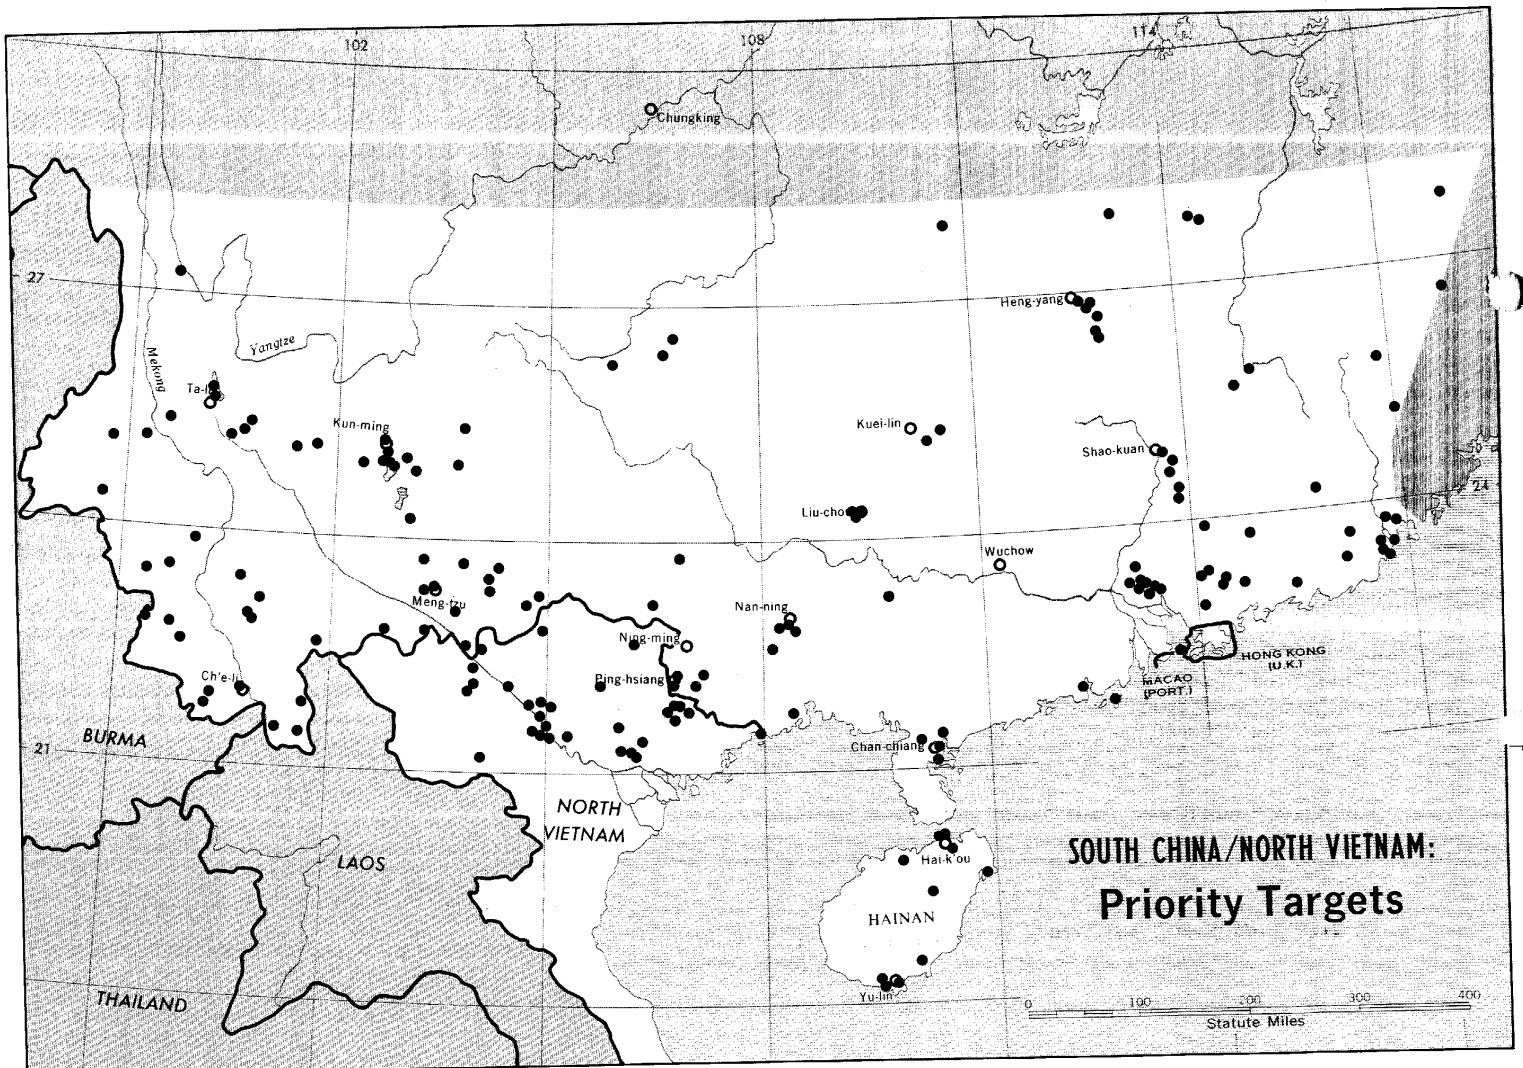 102
108
114
Chungking
27
Heng-yang
Mekong
Yangtze
Ta-li
Kun-ming
Kuei-lin
Shao-kuan
24
Liu-chou
Wuchow
Meng-tzu
Nan-ning
Ning-ming
HONG KONG
(U.K.)
Ch'e-li
Ping-hsiang
MACAO
(PORT.)
BURMA
21
Chan-chiang
NORTH
VIETNAM
LAOS
Hai-k'ou
SOUTH CHINA/NORTH VIETNAM:
Priority Targets
HAINAN
THAILAND
Yu-lin
0 100 200 300 400
Statute Miles